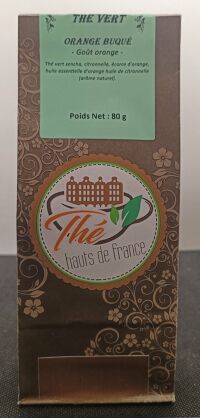 THÉ VERT
ORANGE BUQUÉ
- Goût orange -
Thé vert sencha, citronnelle, écorce d'orange,
huile essentielle d'orange huile de citronnelle
(arôme naturel).
Poids Net : 80 g
Thé
hauts de france